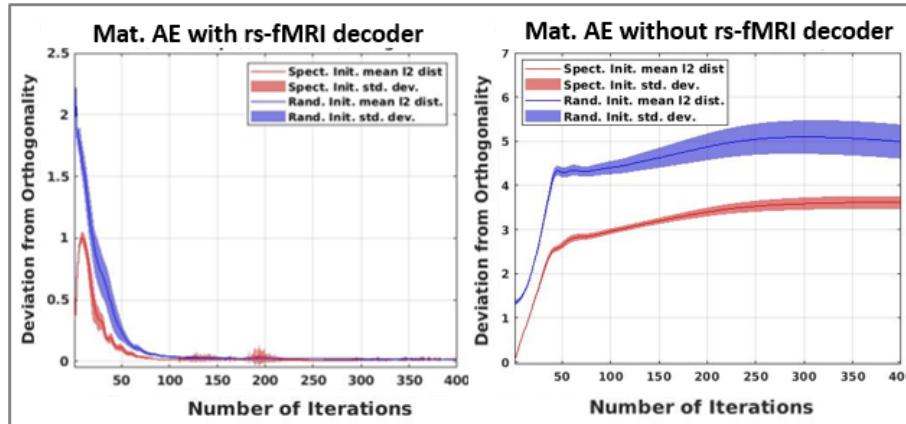 Mat. AE with rs-fMRI decoder
2.5
2
1.5
1
0.5
0
Deviation from Orthogonality
Spect. Init. mean l2 dist
Spect. Init. std. dev.
Rand. Init. mean l2 dist.
Rand. Init. std. dev.
50 100 150 200 250 300 350 400
Number of Iterations
Mat. AE without rs-fMRI decoder
7
6
5
4
3
2
1
0
Deviation from Orthogonality
Spect. Init. mean l2 dist
Spect. Init. std. dev.
Rand. Init. mean l2 dist.
Rand. Init. std. dev.
50 100 150 200 250 300 350 400
Number of Iterations